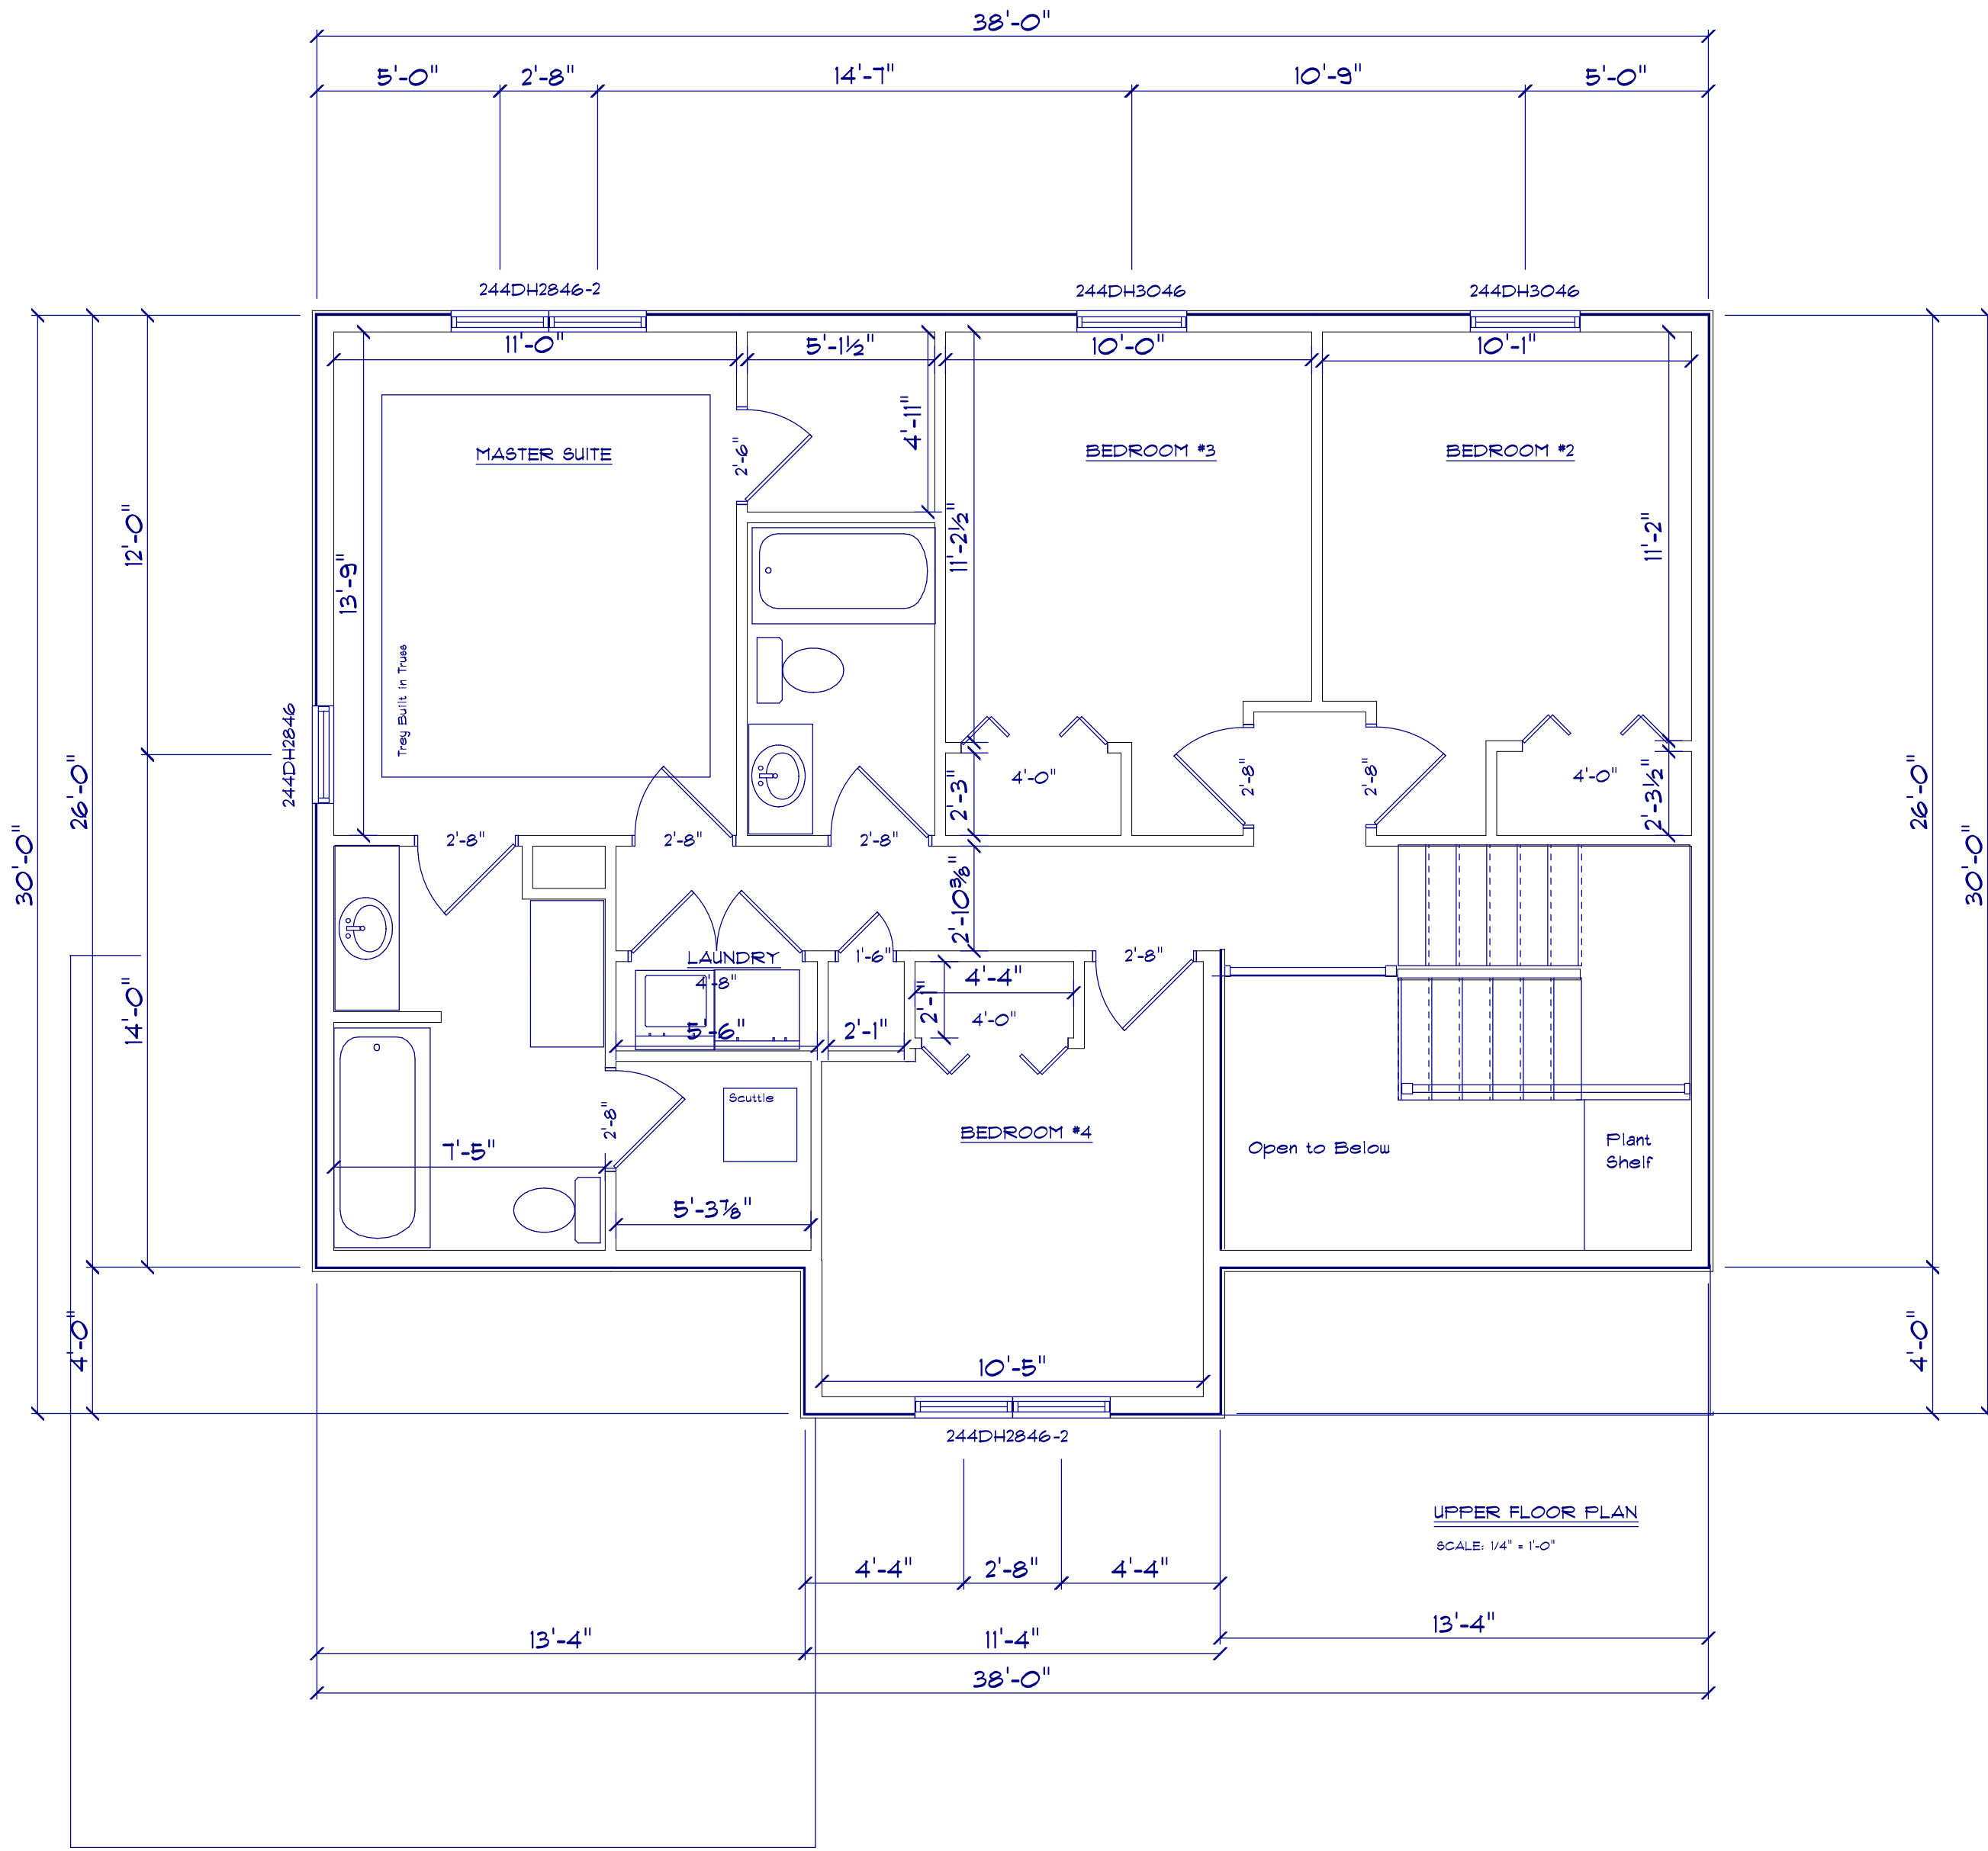 38'-0"
5'-0" 2'-8" 14'-7" 10'-9" 5'-0"
244DH2846-2 244DH3046 244DH3046
11'-0" 5'-1½" 10'-0" 10'-1"
MASTER SUITE
2'-6"
4'-11"
BEDROOM #3
BEDROOM #2
12'-0"
13'-9"
11'-2½"
11'-2"
Trey Built in Truss
244DH2846
30'-0"
26'-0"
14'-0"
4'-0"
26'-0"
30'-0"
4'-0"
4'-0"
2'-8"
2'-8"
4'-0"
2'-3"
2'-3½"
2'-8" 2'-8" 2'-8"
2'-10⅜"
LAUNDRY
4'-8"
1'-6"
2'-8"
4'-4"
2'-1"
4'-0"
5'-6" 2'-1"
Scuttle
2'-8"
BEDROOM #4
7'-5"
Open to Below
Plant
Shelf
5'-3⅞"
10'-5"
244DH2846-2
UPPER FLOOR PLAN
SCALE: 1/4" = 1'-0"
4'-4" 2'-8" 4'-4"
13'-4" 11'-4" 13'-4"
38'-0"